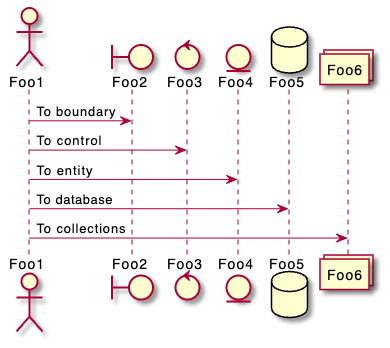 Foo1 Foo2 Foo3 Foo4 Foo5 Foo6
To boundary
To control
To entity
To database
To collections
Foo1 Foo2 Foo3 Foo4 Foo5 Foo6